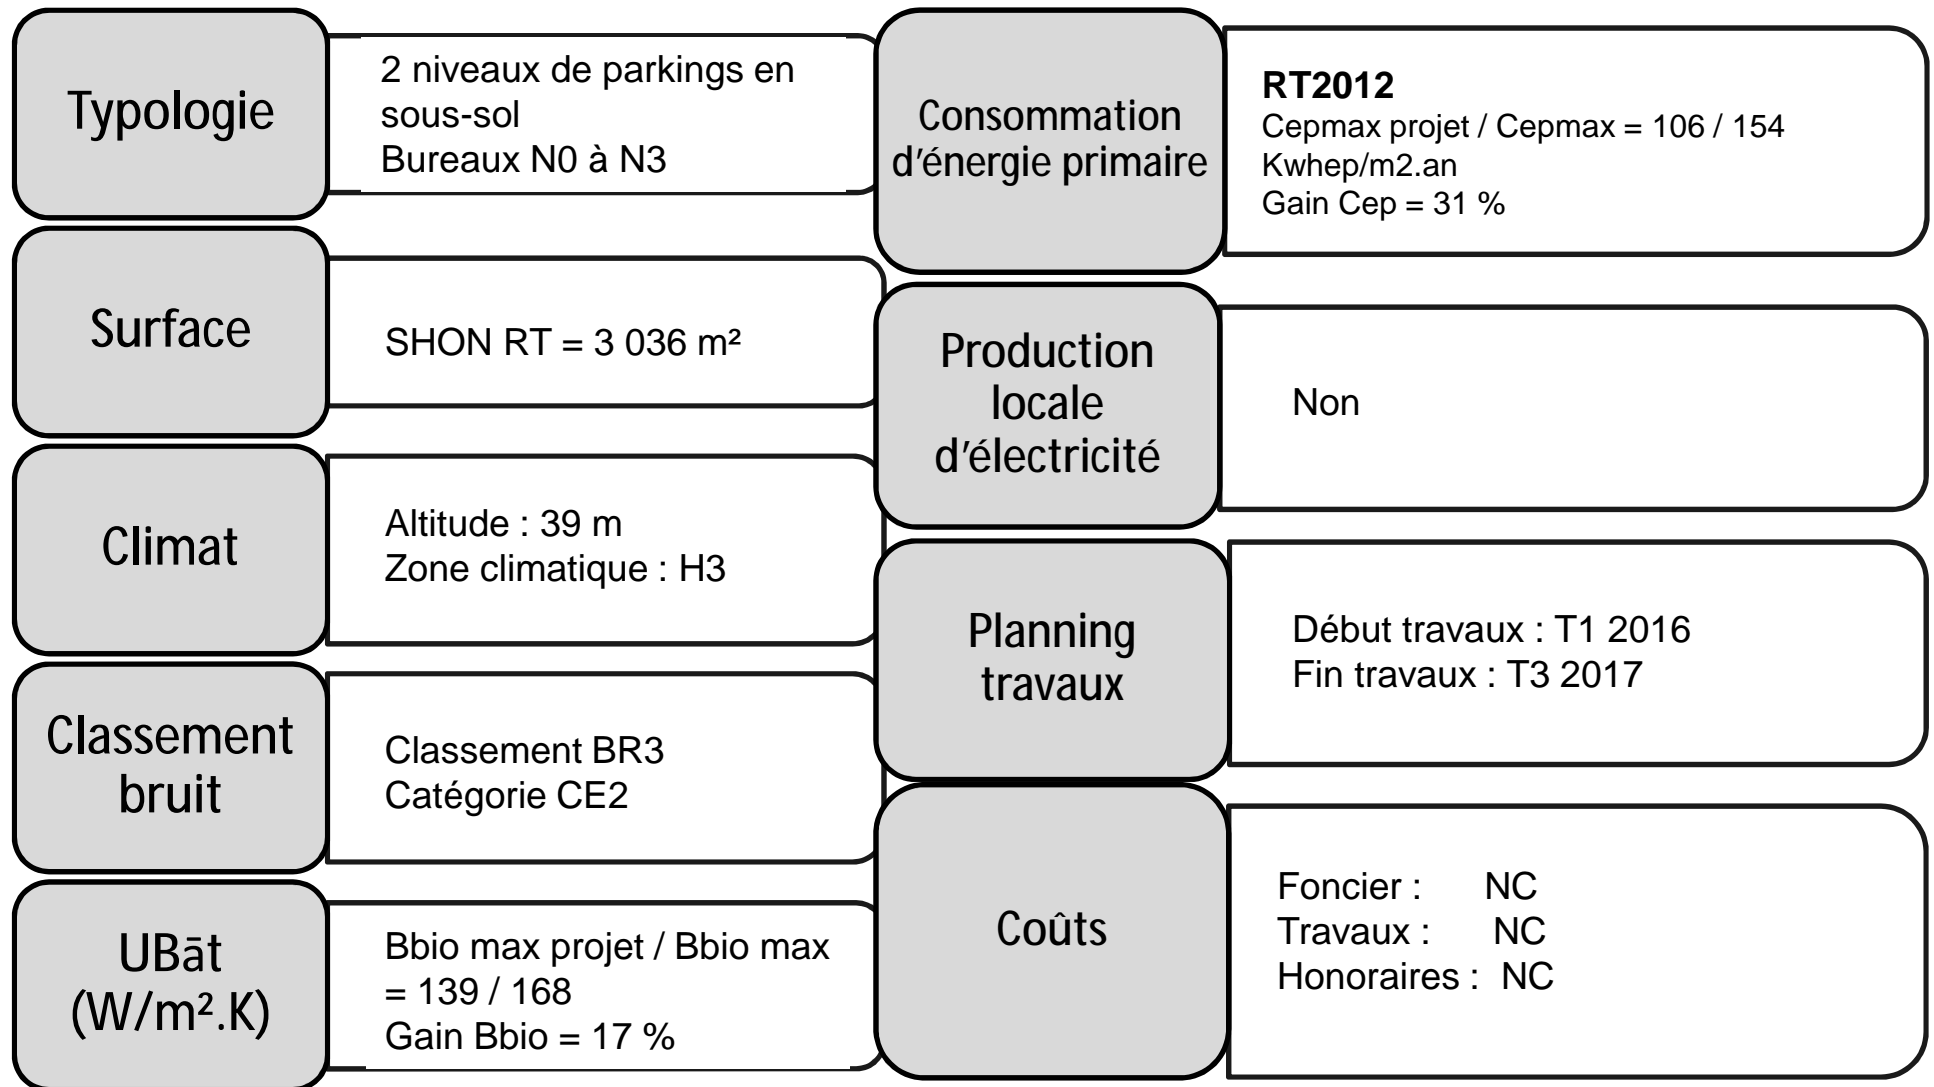 Typologie
2 niveaux de parkings en
sous-sol
Bureaux N0 à N3
Surface
SHON RT = 3 036 m²
Climat
Altitude : 39 m
Zone climatique : H3
Classement
bruit
Classement BR3
Catégorie CE2
UBāt
(W/m².K)
Bbio max projet / Bbio max
= 139 / 168
Gain Bbio = 17 %
Consommation
d’énergie primaire
RT2012
Cepmax projet / Cepmax = 106 / 154
Kwhep/m2.an
Gain Cep = 31 %
Production
locale
d’électricité
Non
Planning
travaux
Début travaux : T1 2016
Fin travaux : T3 2017
Coûts
Foncier : NC
Travaux : NC
Honoraires : NC